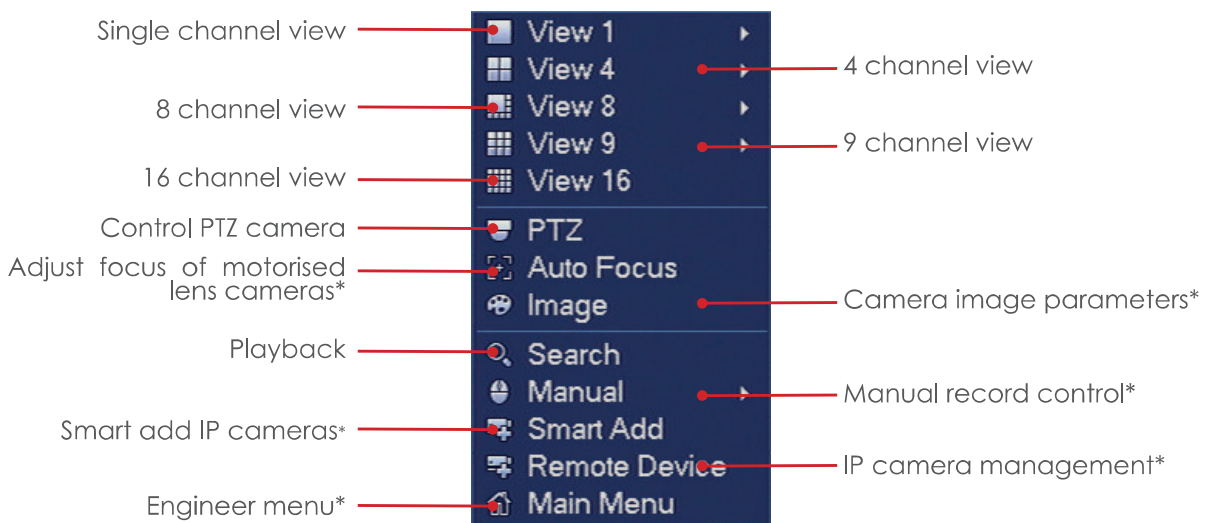 Single channel view
View 1
View 4
4 channel view
8 channel view
View 8
View 9
9 channel view
16 channel view
View 16
Control PTZ camera
PTZ
Adjust focus of motorised
lens cameras*
Auto Focus
Image
Camera image parameters*
Playback
Search
Manual
Manual record control*
Smart add IP cameras*
Smart Add
Remote Device
IP camera management*
Engineer menu*
Main Menu